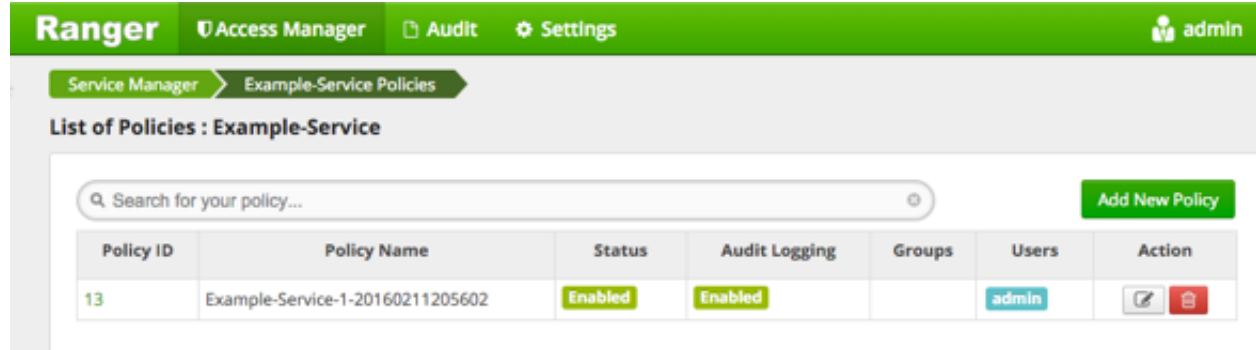 Ranger Access Manager Audit Settings admin
Service Manager Example-Service Policies
List of Policies : Example-Service
Search for your policy... Add New Policy
Policy ID Policy Name Status Audit Logging Groups Users Action
13 Example-Service-1-20160211205602 Enabled Enabled admin